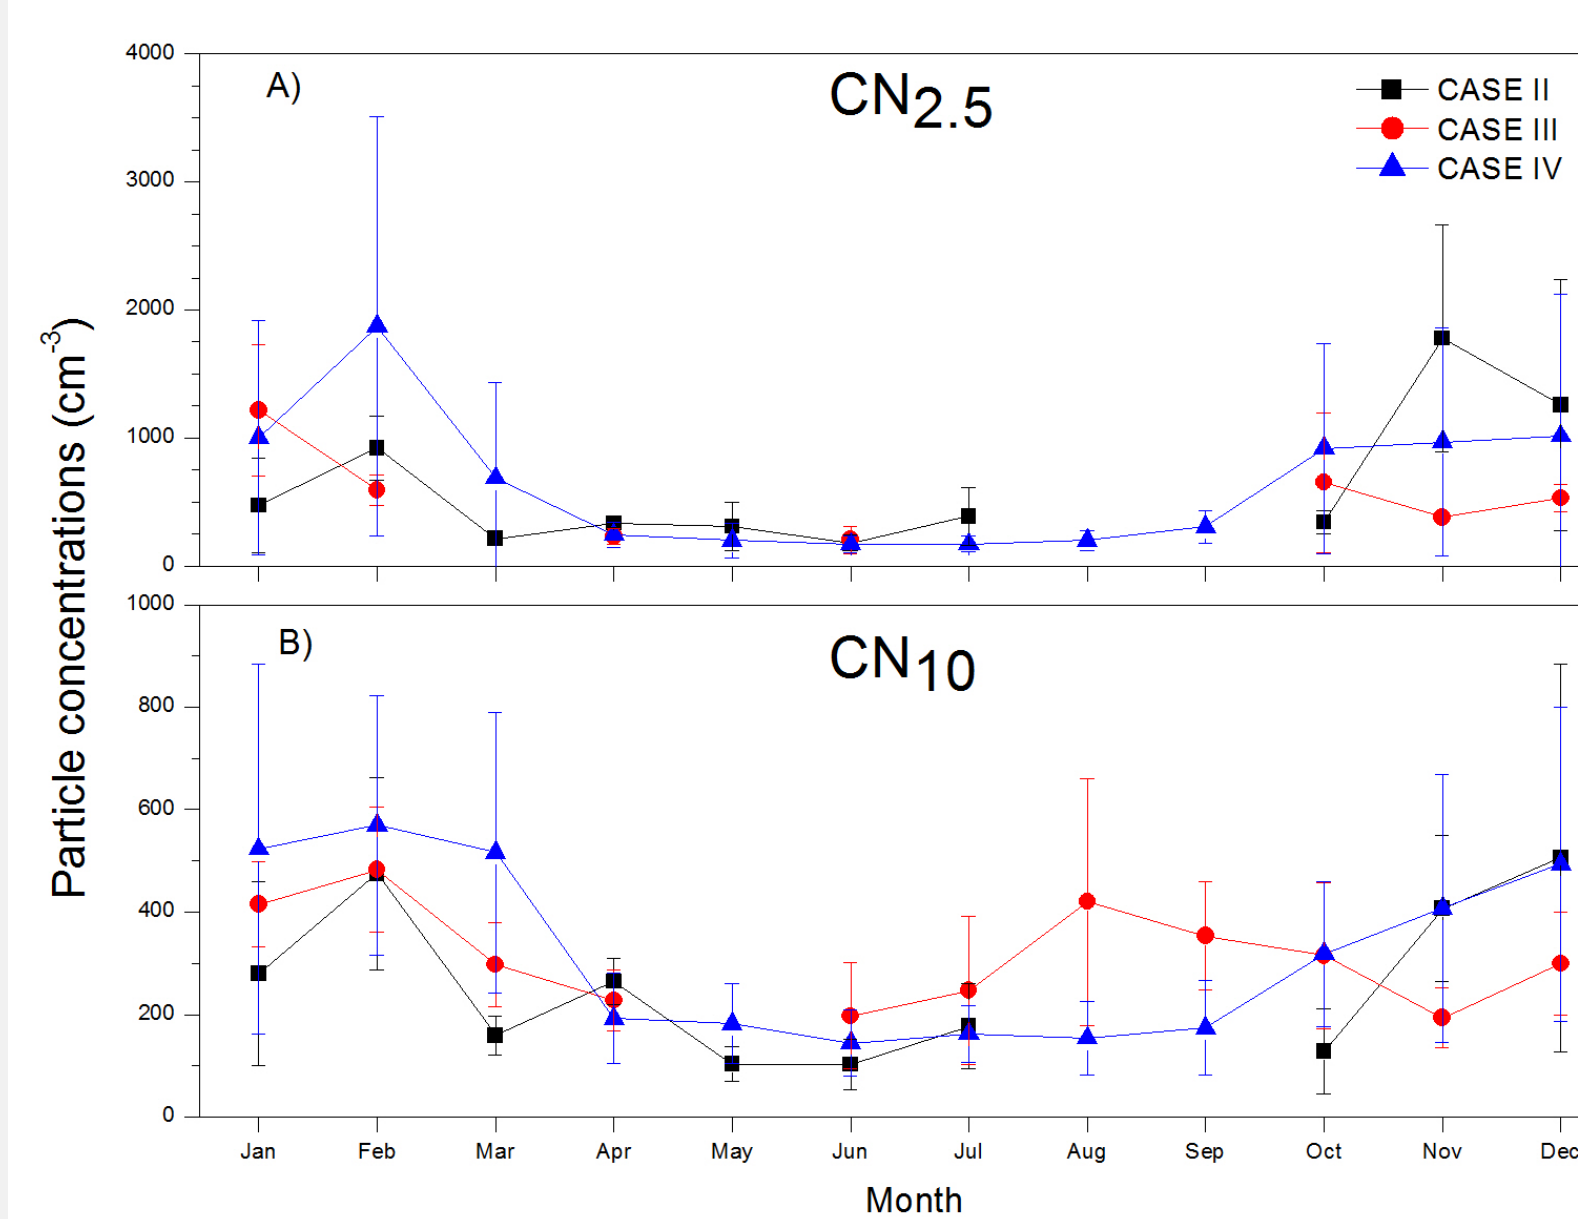 Particle concentrations (cm-3)
A)
CN2.5
CASE II
CASE III
CASE IV
4000
3000
2000
1000
0
B)
CN10
1000
800
600
400
200
0
Jan Feb Mar Apr May Jun Jul Aug Sep Oct Nov Dec
Month